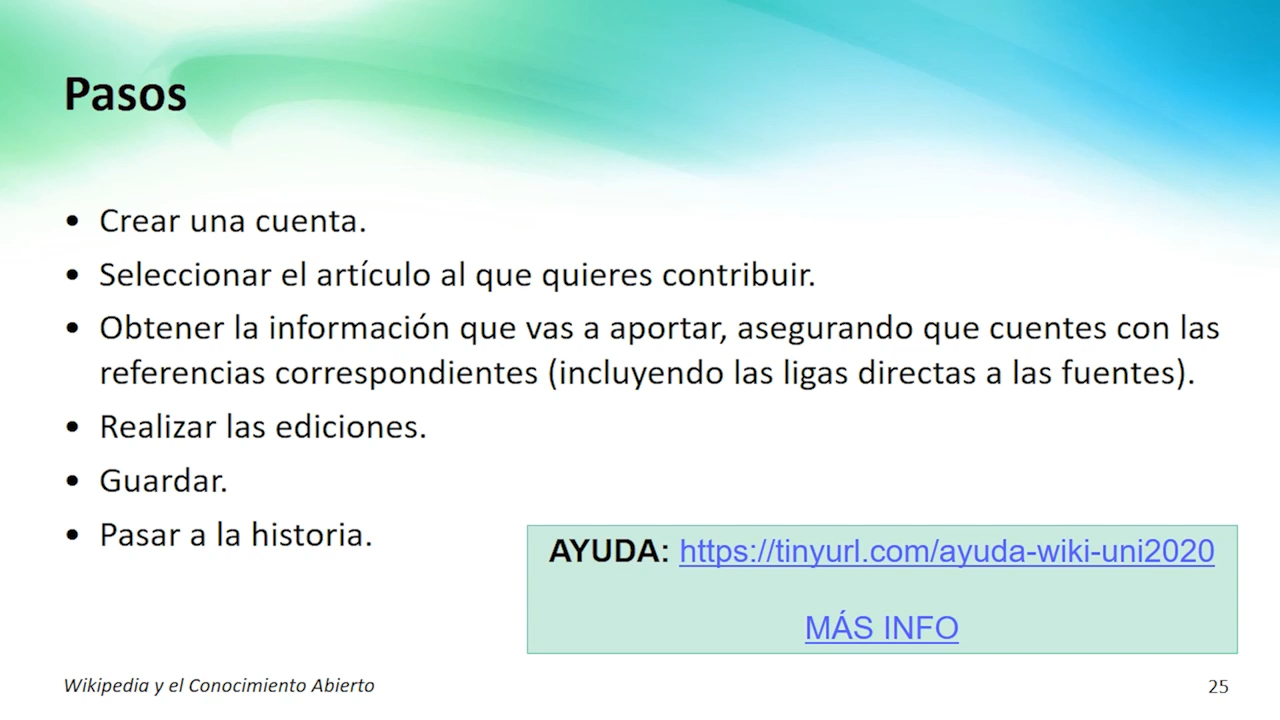 Pasos
• Crear una cuenta.
• Seleccionar el artículo al que quieres contribuir.
• Obtener la información que vas a aportar, asegurando que cuentes con las
referencias correspondientes (incluyendo las ligas directas a las fuentes).
• Realizar las ediciones.
• Guardar.
• Pasar a la historia.
AYUDA: https://tinyurl.com/ayuda-wiki-uni2020
MÁS INFO
Wikipedia y el Conocimiento Abierto
25